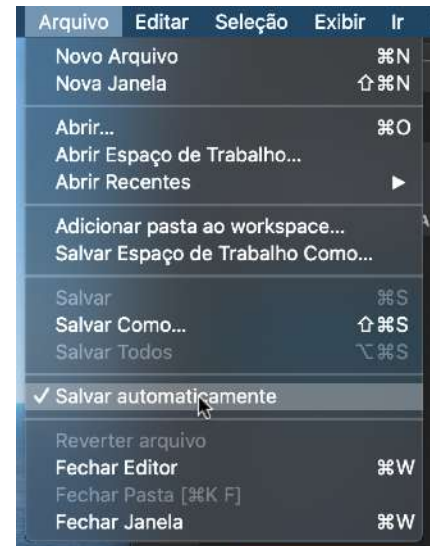 Arquivo Editar Seleção Exibir Ir
Novo Arquivo ⌘N
Nova Janela ⇧⌘N
Abrir... ⌘O
Abrir Espaço de Trabalho...
Abrir Recentes ▶
Adicionar pasta ao workspace...
Salvar Espaço de Trabalho Como...
Salvar ⌘S
Salvar Como... ⇧⌘S
Salvar Todos ⌥⌘S
✓ Salvar automaticamente
Reverter arquivo
Fechar Editor ⌘W
Fechar Pasta [⌘K F]
Fechar Janela ⌘W